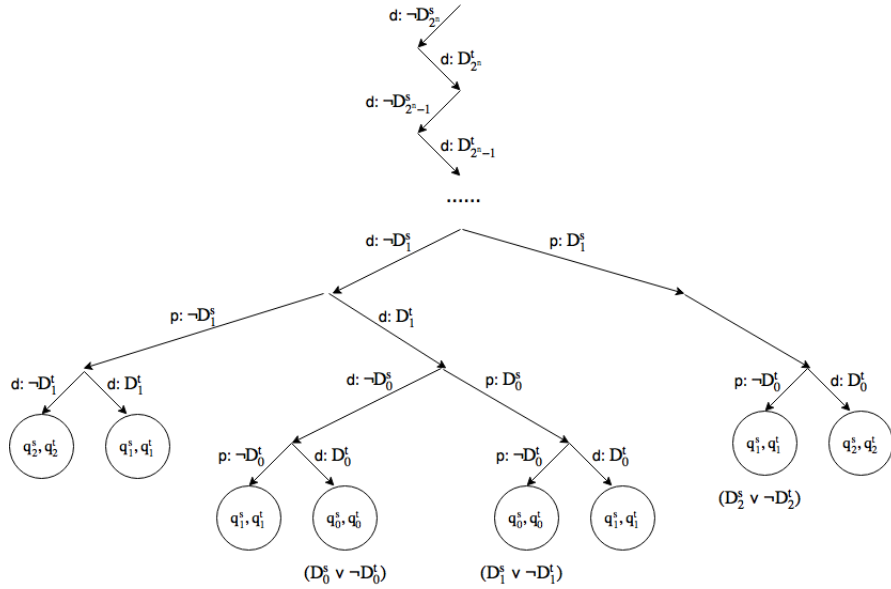 d: ¬D^s_{2^n}
d: D^t_{2^n}
d: ¬D^s_{2^n−1}
d: D^t_{2^n−1}
......
d: ¬D^s_1
p: D^s_1
p: ¬D^s_1
d: D^t_1
d: ¬D^t_1
d: D^t_1
d: ¬D^s_0
p: D^s_0
p: ¬D^t_0
d: D^t_0
q^s_2, q^t_2
q^s_1, q^t_1
p: ¬D^t_0
d: D^t_0
p: ¬D^t_0
d: D^t_0
q^s_1, q^t_1
q^s_2, q^t_2
(D^s_2 ∨ ¬D^t_2)
q^s_1, q^t_1
q^s_0, q^t_0
q^s_0, q^t_0
q^s_1, q^t_1
(D^s_0 ∨ ¬D^t_0)
(D^s_1 ∨ ¬D^t_1)